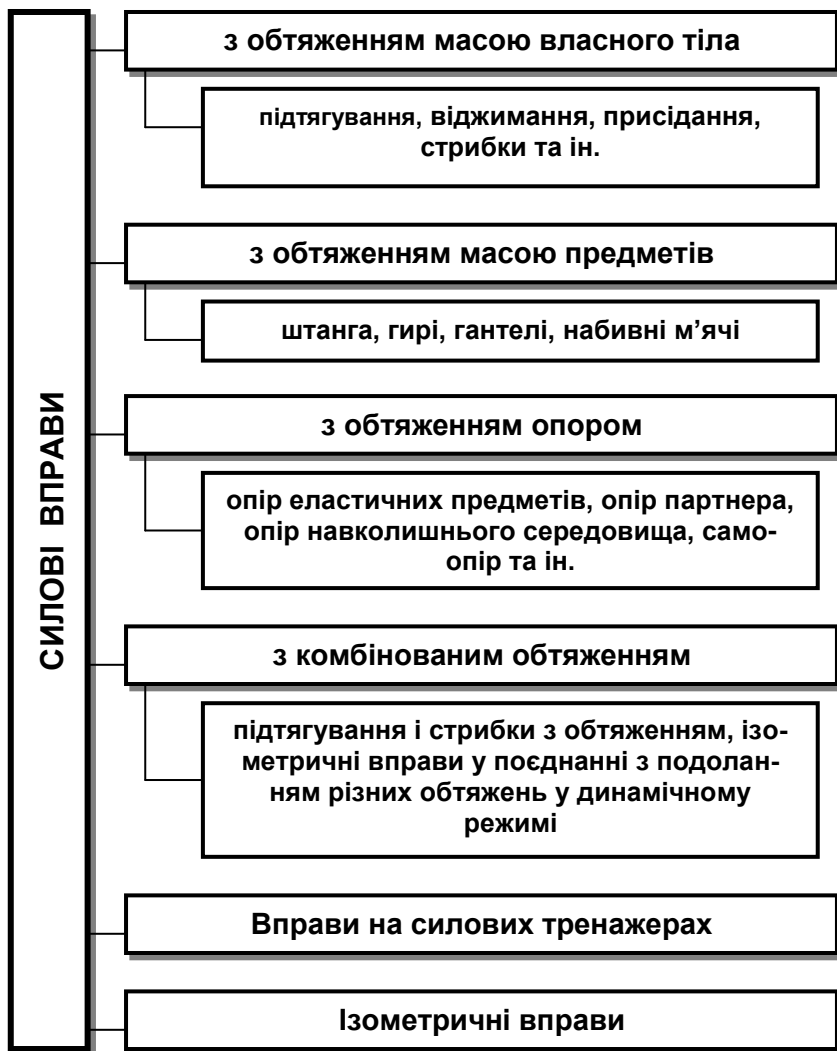 СИЛОВІ ВПРАВИ
з обтяженням масою власного тіла
підтягування, віджимання, присідання,
стрибки та ін.
з обтяженням масою предметів
штанга, гирі, гантелі, набивні м’ячі
з обтяженням опором
опір еластичних предметів, опір партнера,
опір навколишнього середовища, само-
опір та ін.
з комбінованим обтяженням
підтягування і стрибки з обтяженням, ізо-
метричні вправи у поєднанні з подолан-
ням різних обтяжень у динамічному
режимі
Вправи на силових тренажерах
Ізометричні вправи